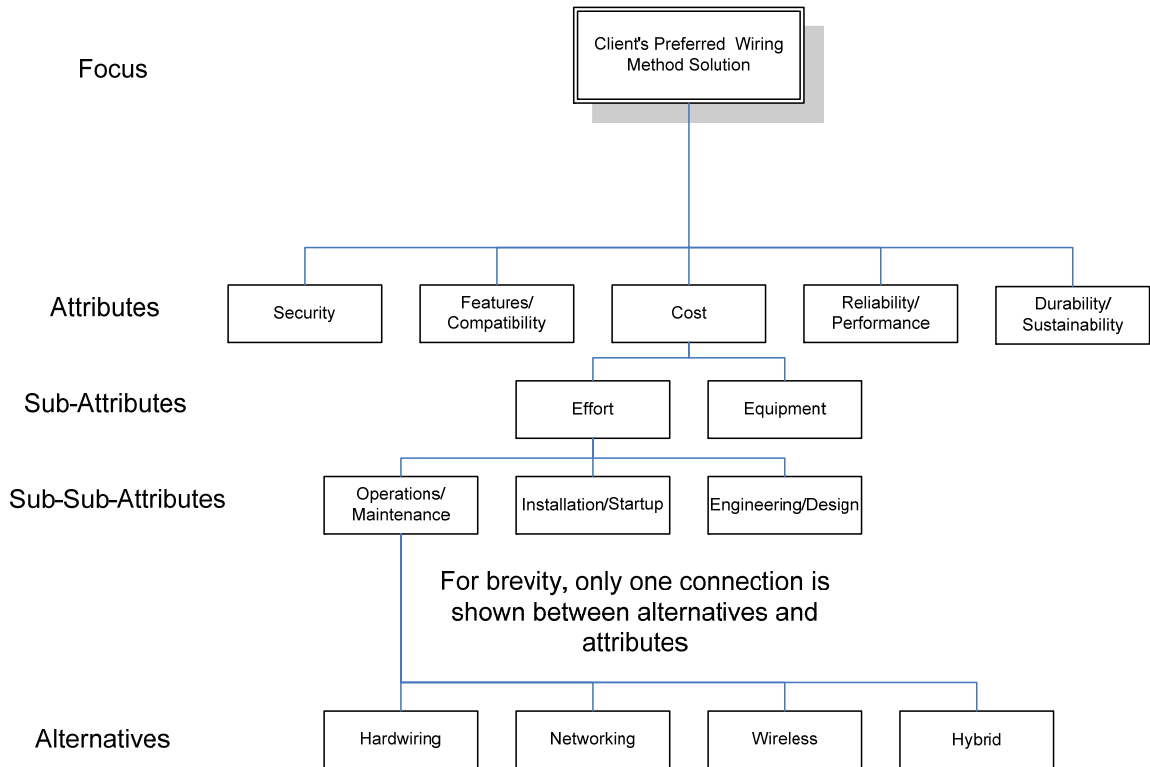 Focus
Client's Preferred Wiring
Method Solution
Attributes
Security
Features/
Compatibility
Cost
Reliability/
Performance
Durability/
Sustainability
Sub-Attributes
Effort
Equipment
Sub-Sub-Attributes
Operations/
Maintenance
Installation/Startup
Engineering/Design
For brevity, only one connection is
shown between alternatives and
attributes
Alternatives
Hardwiring
Networking
Wireless
Hybrid